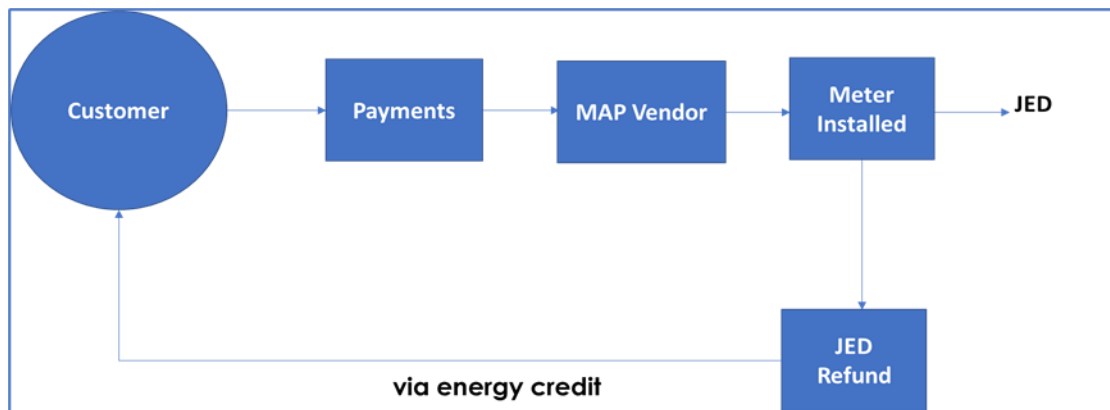 Customer
Payments
MAP Vendor
Meter
Installed
JED
JED
Refund
via energy credit